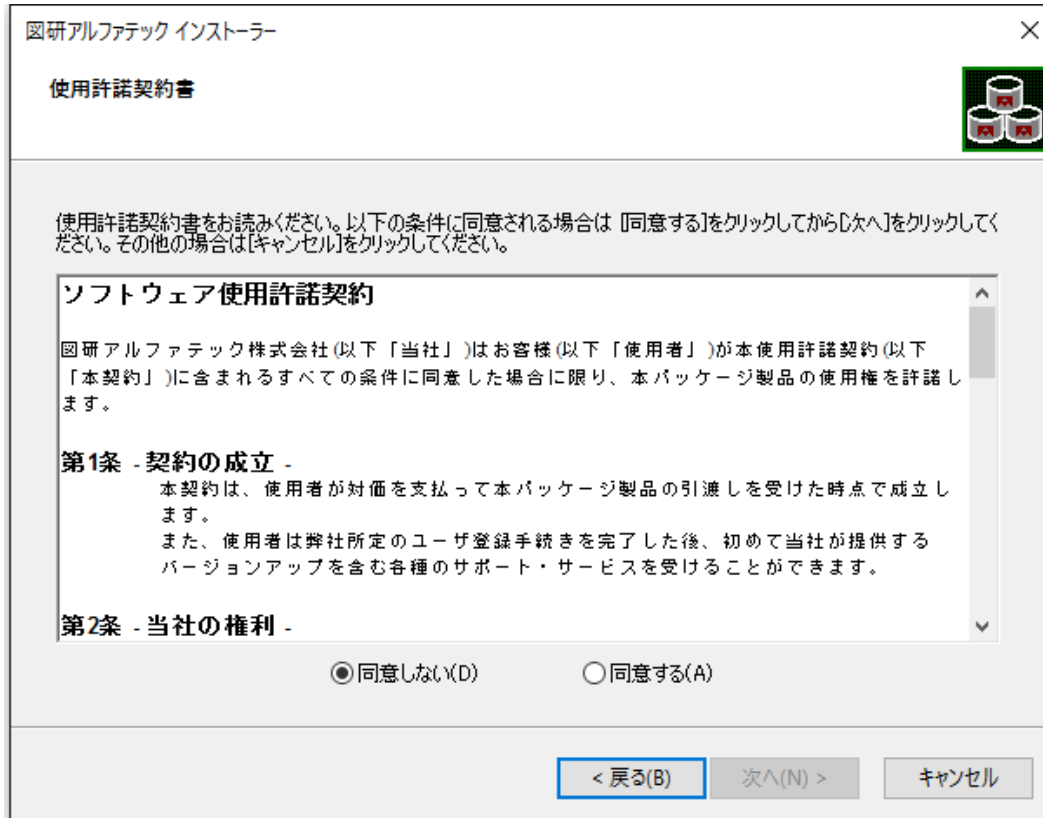 図研アルファテック インストーラー
使用許諾契約書
使用許諾契約書をお読みください。以下の条件に同意される場合は [同意する]をクリックしてから[次へ]をクリックしてく
ださい。その他の場合は[キャンセル]をクリックしてください。
ソフトウェア使用許諾契約
図研アルファテック株式会社(以下「当社」)はお客様(以下「使用者」)が本使用許諾契約(以下
「本契約」)に含まれるすべての条件に同意した場合に限り、本パッケージ製品の使用権を許諾し
ます。
第1条 - 契約の成立 -
本契約は、使用者が対価を支払って本パッケージ製品の引渡しを受けた時点で成立し
ます。
また、使用者は弊社所定のユーザ登録手続きを完了した後、初めて当社が提供する
バージョンアップを含む各種のサポート・サービスを受けることができます。
第2条 - 当社の権利 -
同意しない(D) 同意する(A)
< 戻る(B) 次へ(N) > キャンセル